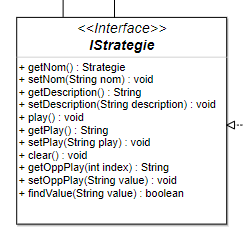 <<Interface>>
IStrategie
+ getNom() : Strategie
+ setNom(String nom) : void
+ getDescription() : String
+ setDescription(String description) : void
+ play() : void
+ getPlay() : String
+ setPlay(String play) : void
+ clear() : void
+ getOppPlay(int index) : String
+ setOppPlay(String value) : void
+ findValue(String value) : boolean